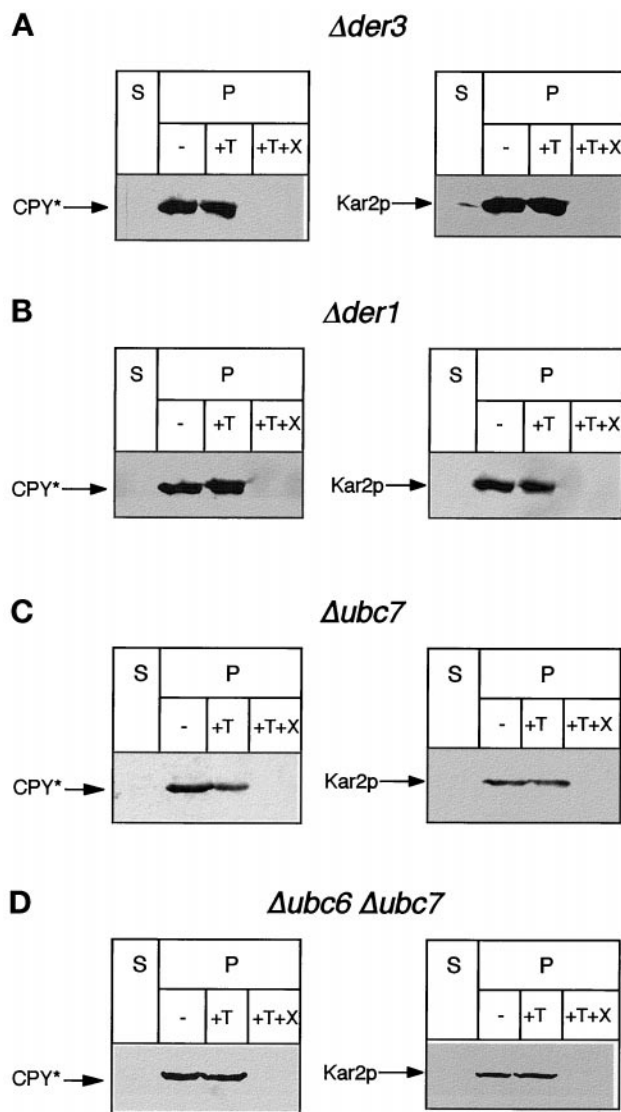 A Δder3
S P S P
- +T +T+X - +T +T+X
CPY* Kar2p
B Δder1
S P S P
- +T +T+X - +T +T+X
CPY* Kar2p
C Δubc7
S P S P
- +T +T+X - +T +T+X
CPY* Kar2p
D Δubc6 Δubc7
S P S P
- +T +T+X - +T +T+X
CPY* Kar2p